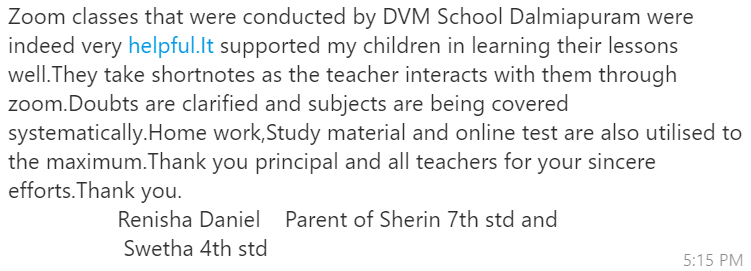 Zoom classes that were conducted by DVM School Dalmiapuram were
indeed very helpful.It supported my children in learning their lessons
well.They take shortnotes as the teacher interacts with them through
zoom.Doubts are clarified and subjects are being covered
systematically.Home work,Study material and online test are also utilised to
the maximum.Thank you principal and all teachers for your sincere
efforts.Thank you.
Renisha Daniel Parent of Sherin 7th std and
Swetha 4th std
5:15 PM